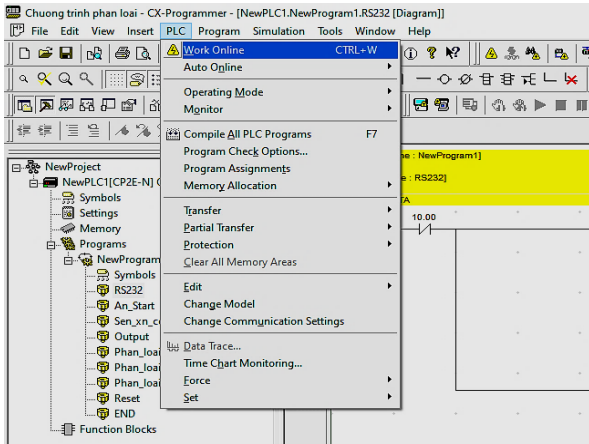 Chuong trinh phan loai - CX-Programmer - [NewPLC1.NewProgram1.RS232 [Diagram]]
File Edit View Insert PLC Program Simulation Tools Window Help
Work Online CTRL+W
Auto Online
Operating Mode
Monitor
Compile All PLC Programs F7
Program Check Options...
Program Assignments
Memory Allocation
Transfer
Partial Transfer
Protection
Clear All Memory Areas
Edit
Change Model
Change Communication Settings
Data Trace...
Time Chart Monitoring...
Force
Set
NewProject
NewPLC1[CP2E-N]
Symbols
Settings
Memory
Programs
NewProgram
Symbols
RS232
An_Start
Sen_xn_c
Output
Phan_loai
Phan_loai
Phan_loai
Reset
END
Function Blocks
: NewProgram1]
: RS232]
TA
10.00